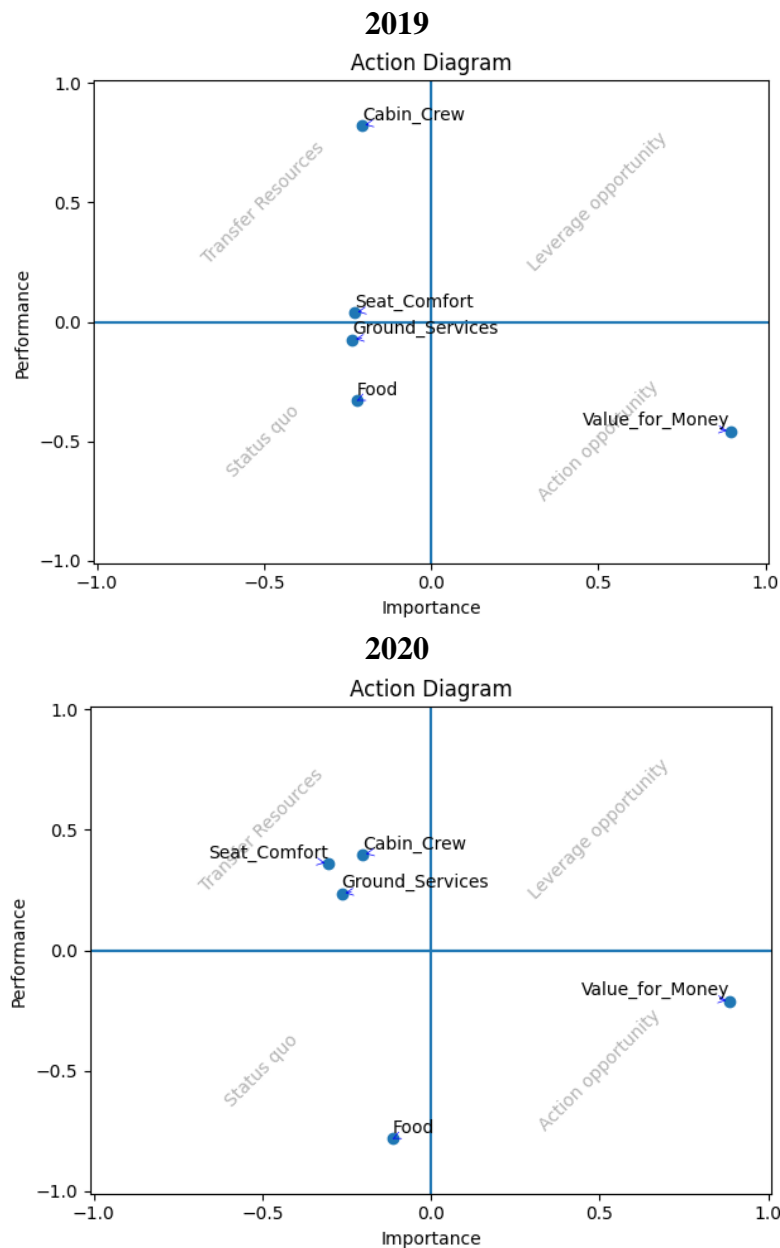 2019
Action Diagram
1.0
Cabin_Crew
Transfer Resources
Leverage opportunity
0.5
Seat_Comfort
0.0
Ground_Services
Performance
Food
Value_for_Money
Status quo
Action opportunity
−0.5
−1.0
−1.0 −0.5 0.0 0.5 1.0
Importance
2020
Action Diagram
1.0
Transfer Resources
Leverage opportunity
0.5
Cabin_Crew
Seat_Comfort
Ground_Services
0.0
Performance
Value_for_Money
Status quo
Action opportunity
−0.5
Food
−1.0
−1.0 −0.5 0.0 0.5 1.0
Importance